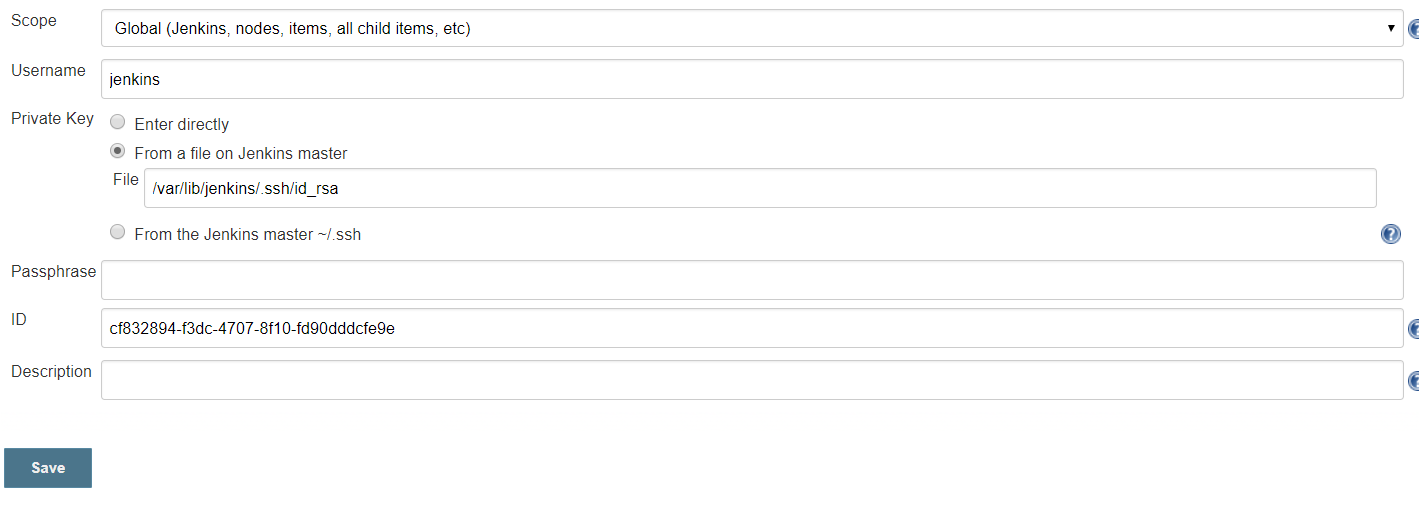 Scope
Global (Jenkins, nodes, items, all child items, etc)
Username
jenkins
Private Key
Enter directly
From a file on Jenkins master
File
/var/lib/jenkins/.ssh/id_rsa
From the Jenkins master ~/.ssh
Passphrase
ID
cf832894-f3dc-4707-8f10-fd90dddcfe9e
Description
Save